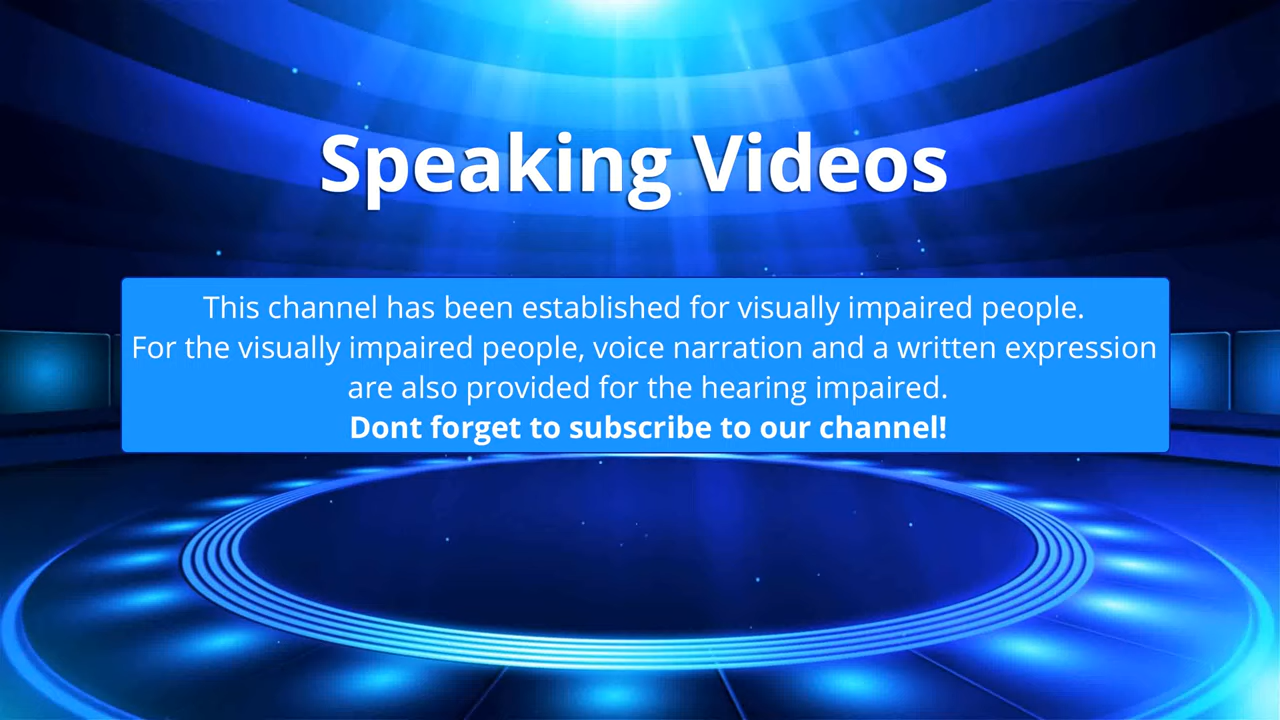 Speaking Videos
This channel has been established for visually impaired people.
For the visually impaired people, voice narration and a written expression
are also provided for the hearing impaired.
Dont forget to subscribe to our channel!